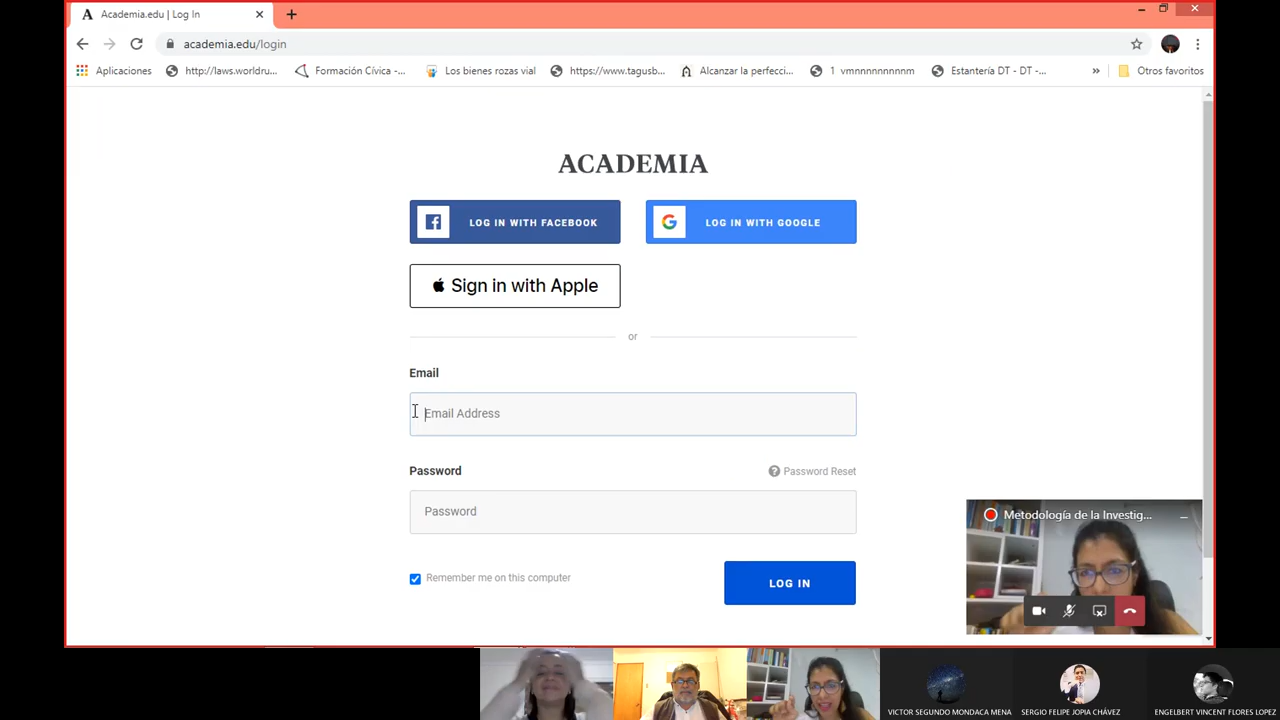 Academia.edu | Log In
academia.edu/login
Aplicaciones
http://laws.worldru...
Formación Cívica -...
Los bienes rozas vial
https://www.tagusb...
Alcanzar la perfecci...
1 vmnnnnnnnnm
Estantería DT - DT -...
»
Otros favoritos
ACADEMIA
LOG IN WITH FACEBOOK
LOG IN WITH GOOGLE
Sign in with Apple
or
Email
Email Address
Password
Password Reset
Password
Remember me on this computer
LOG IN
Metodología de la Investig...
VICTOR SEGUNDO MONDACA MENA
SERGIO FELIPE JOPIA CHÁVEZ
ENGELBERT VINCENT FLORES LOPEZ